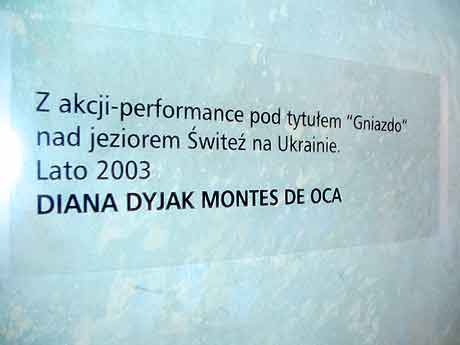 Z akcji-performance pod tytułem "Gniazdo"
nad jeziorem Świteź na Ukrainie.
Lato 2003
DIANA DYJAK MONTES DE OCA